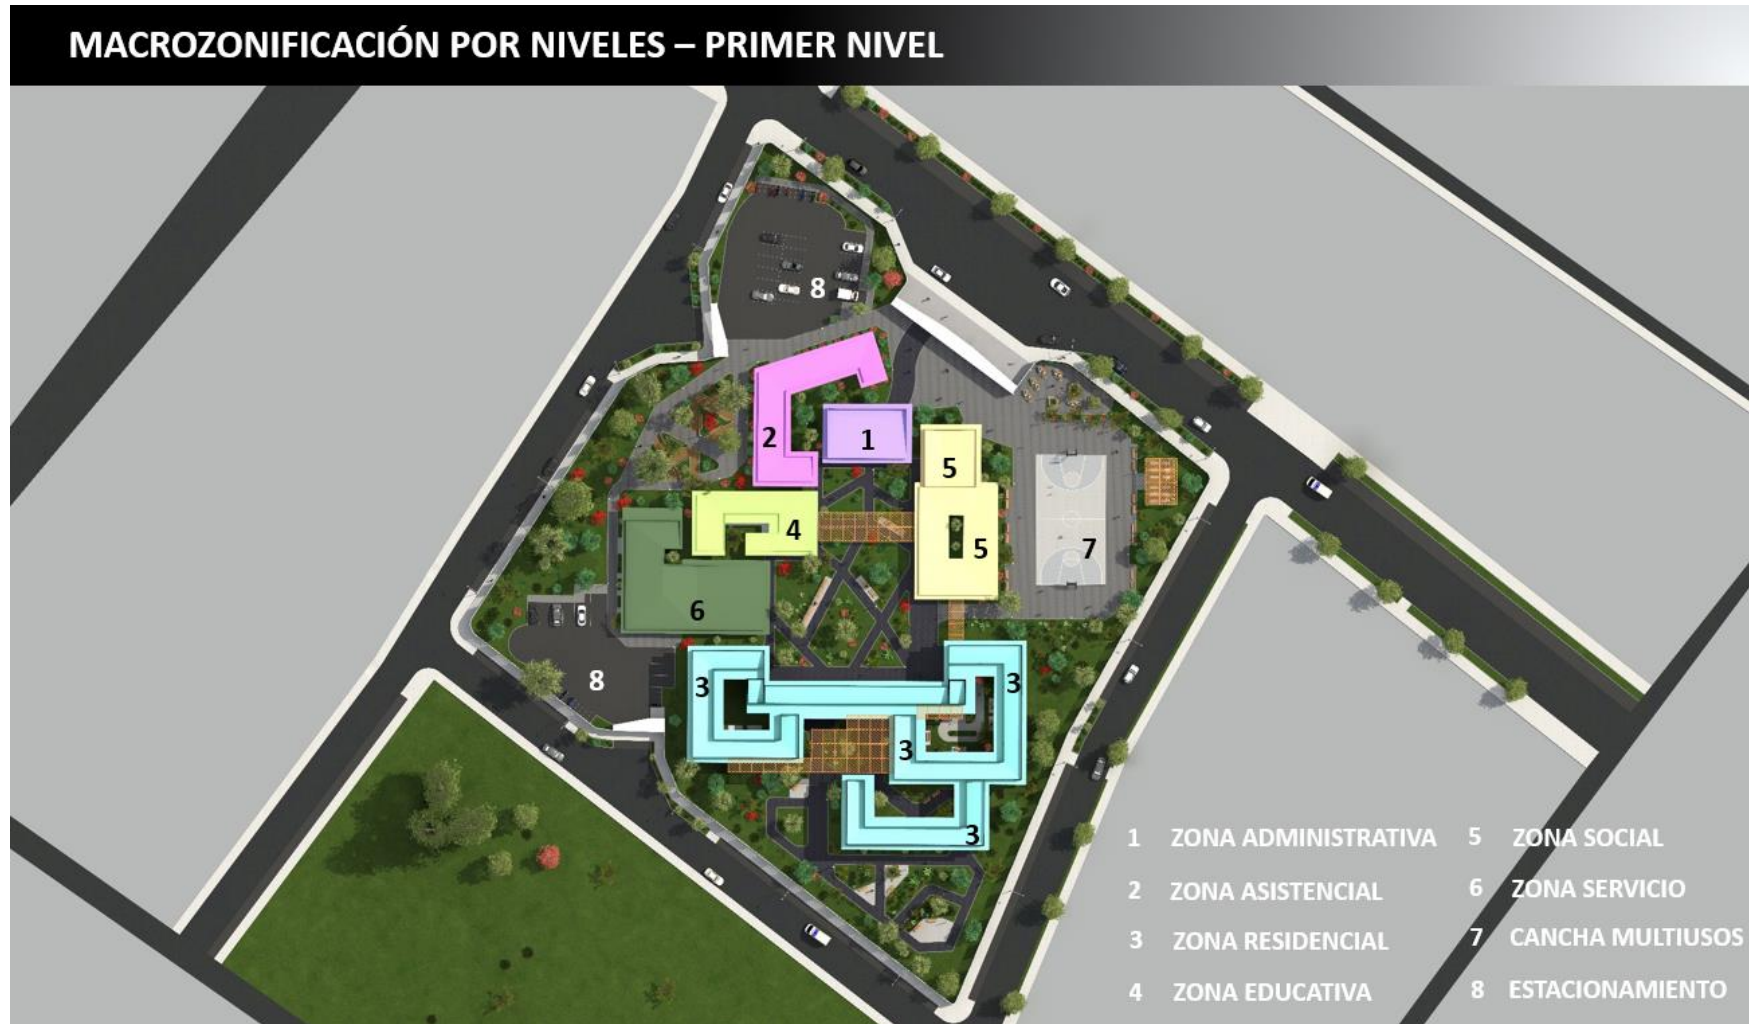 MACROZONIFICACIÓN POR NIVELES – PRIMER NIVEL
8
2
1
5
4
5
7
6
8
3
3
3
3
1 ZONA ADMINISTRATIVA
2 ZONA ASISTENCIAL
3 ZONA RESIDENCIAL
4 ZONA EDUCATIVA
5 ZONA SOCIAL
6 ZONA SERVICIO
7 CANCHA MULTIUSOS
8 ESTACIONAMIENTO